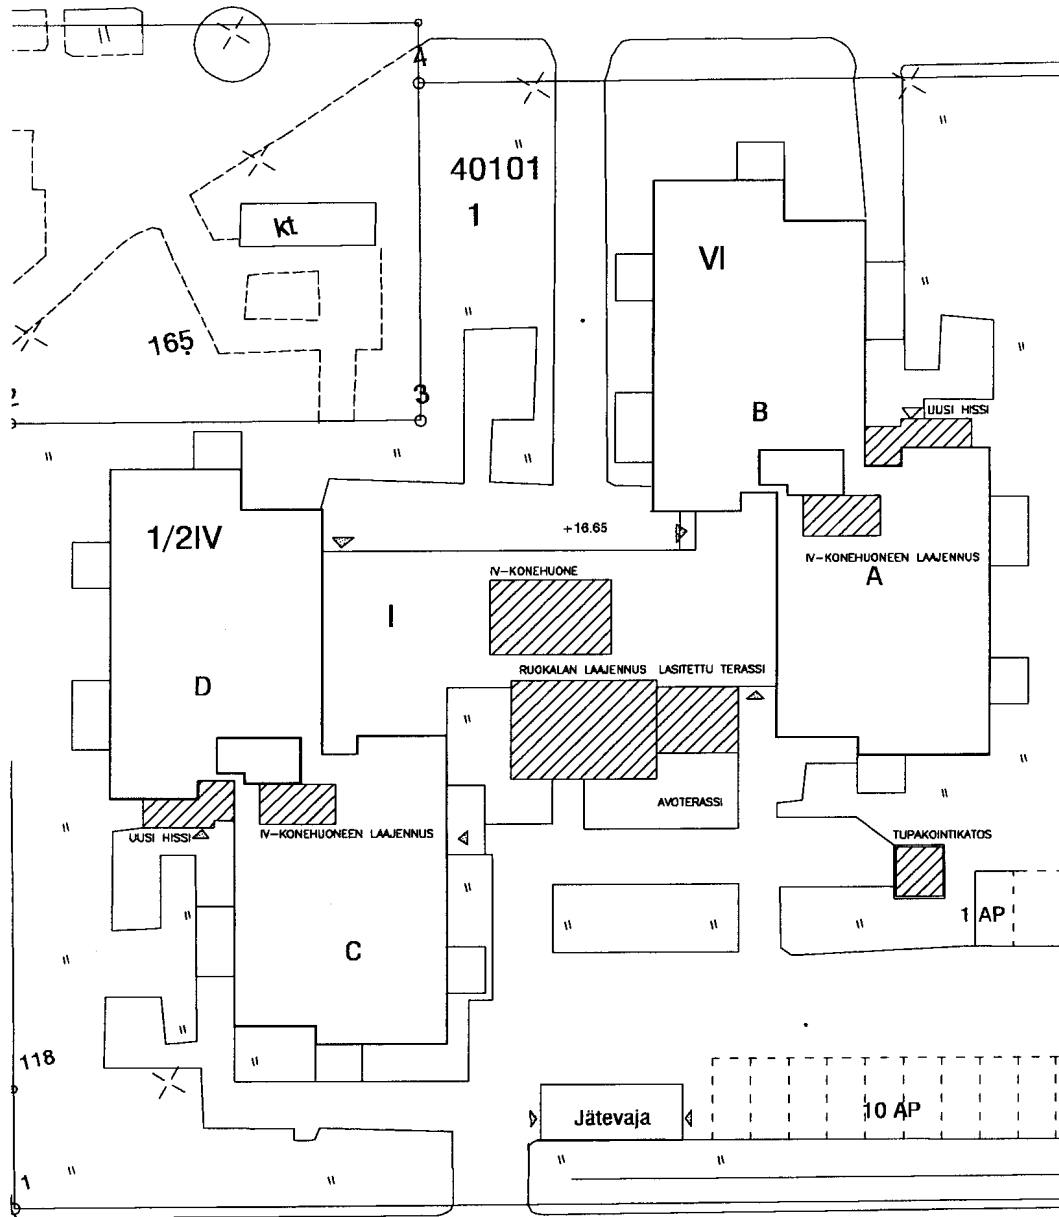 4
40101
1
kt
VI
165
2
3
B
UUSI HISSI
1/2IV
+16.65
IV-KONEHUONEEN LAAJENNUS
A
IV-KONEHUONE
I
RUOKALAN LAAJENNUS
LASITETTU TERASSI
D
AVOTERASSI
UUSI HISSI
IV-KONEHUONEEN LAAJENNUS
TUPAKOINTIKATOS
1 AP
C
118
10 AP
Jätevaja
1